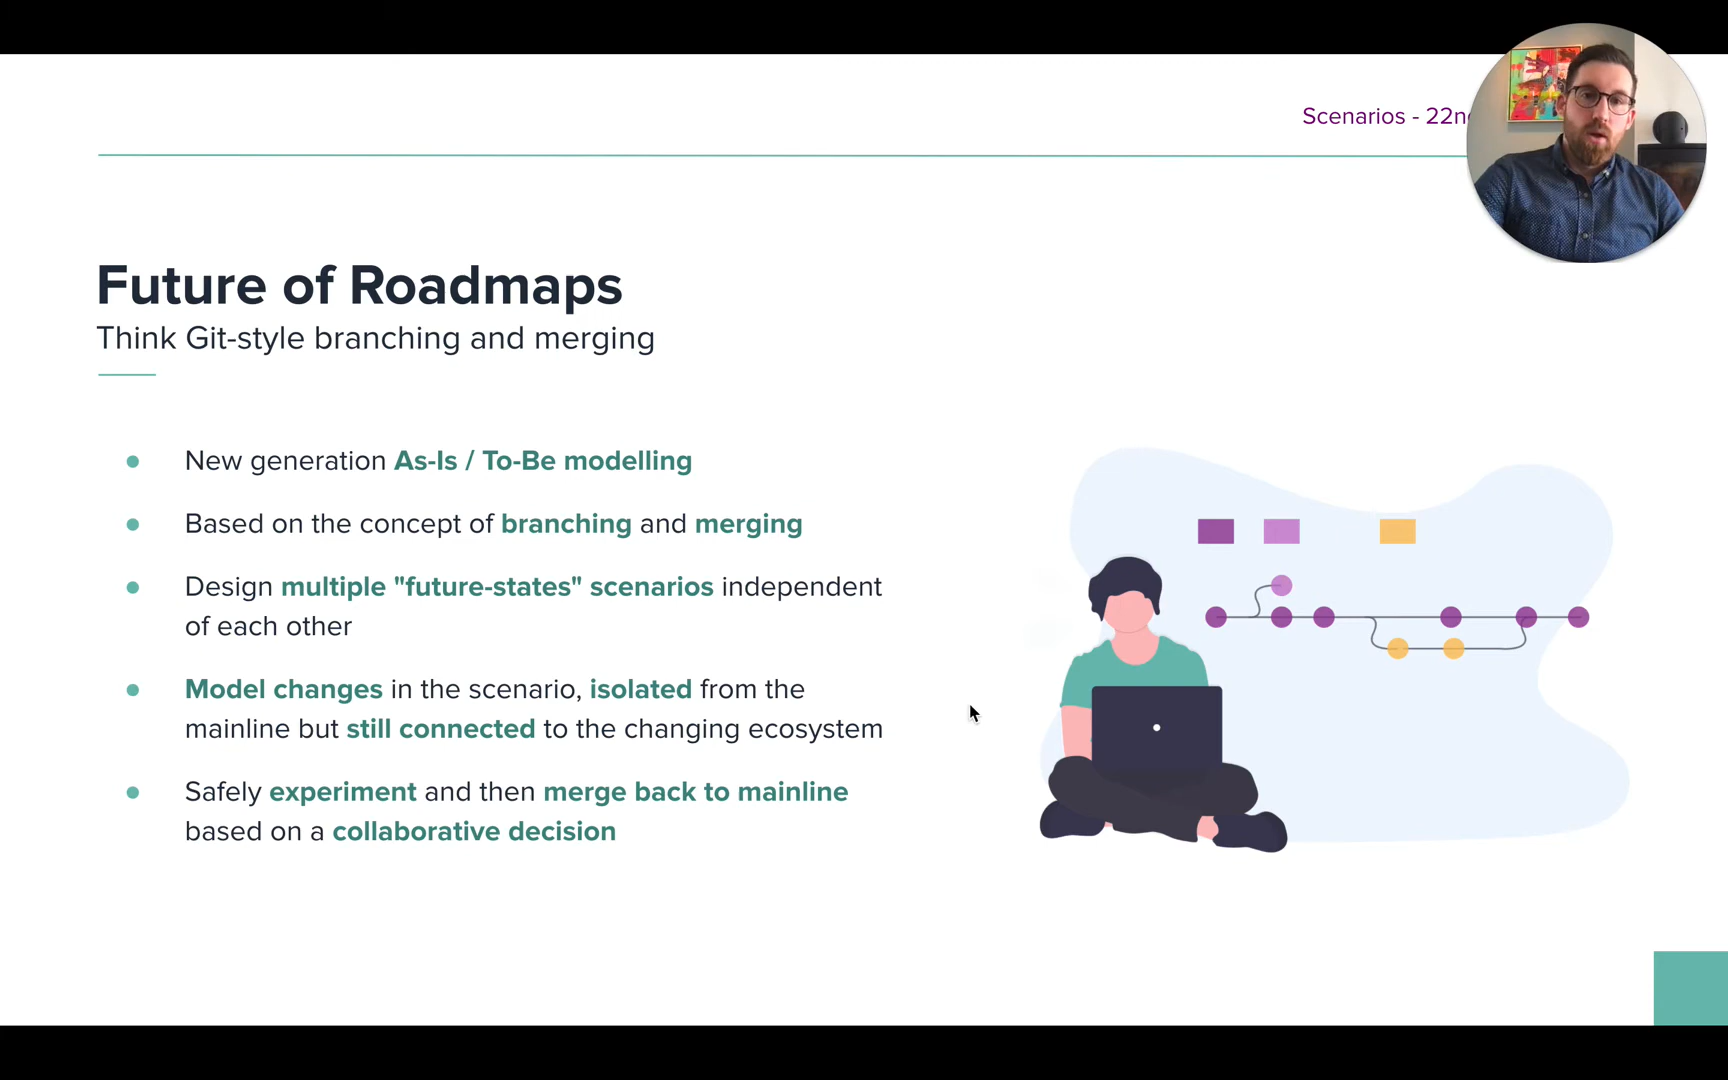 Scenarios - 22n
Future of Roadmaps
Think Git-style branching and merging
New generation As-Is / To-Be modelling
Based on the concept of branching and merging
Design multiple "future-states" scenarios independent
of each other
Model changes in the scenario, isolated from the
mainline but still connected to the changing ecosystem
Safely experiment and then merge back to mainline
based on a collaborative decision